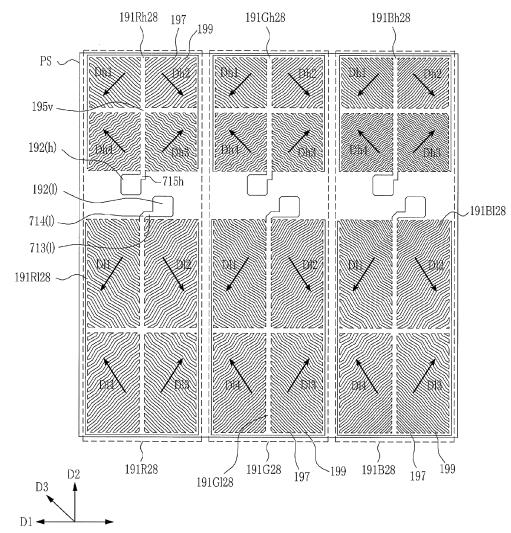 191Rh28 197 199 191Gh28 191Bh28
PS
Dh1 Dh2 Dh1 Dh2 Dh1 Dh2
195v
Dh4 Dh3 Dh4 Dh3 Dh4 Dh3
192(h)
715h
192(l)
714(l)
191Bl28
713(l)
191Rl28
Dl1 Dl2 Dl1 Dl2 Dl1 Dl2
Dl4 Dl3 Dl4 Dl3 Dl4 Dl3
191R28 191Gl28 191G28 197 199 191B28 197 199
D3 D2
D1